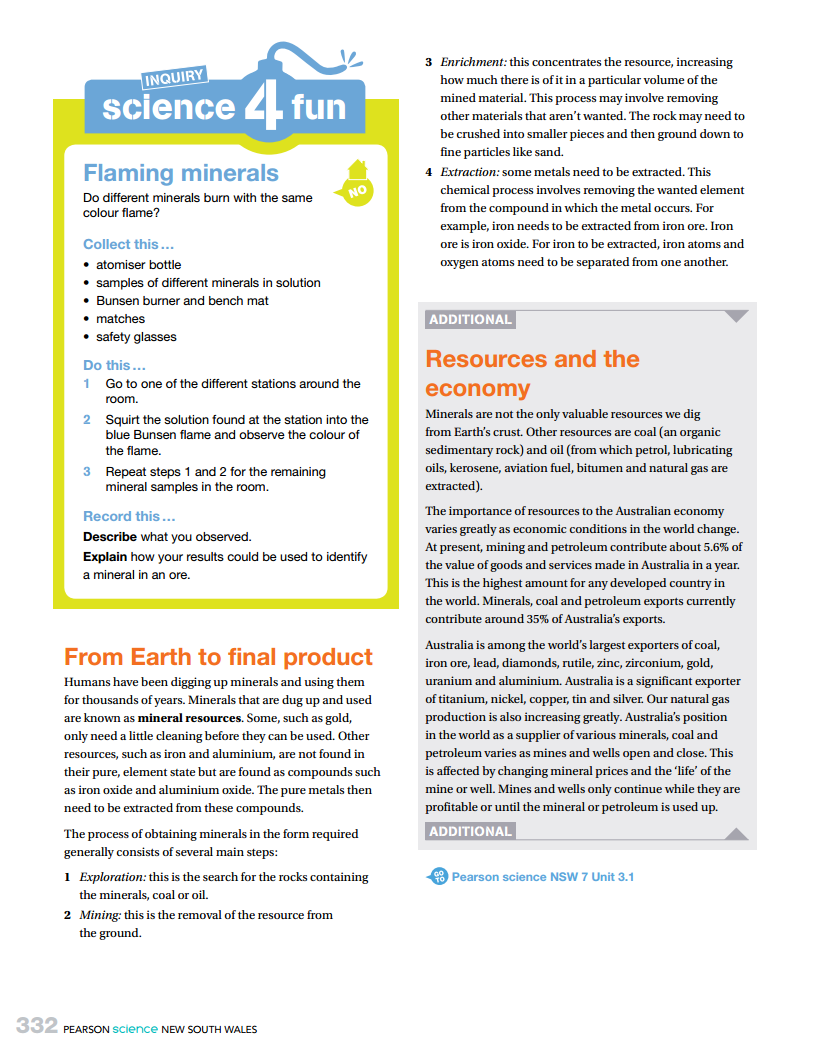 INQUIRY
science 4 fun
Flaming minerals
NO
Do different minerals burn with the same
colour flame?
Collect this…
• atomiser bottle
• samples of different minerals in solution
• Bunsen burner and bench mat
• matches
• safety glasses
Do this…
1 Go to one of the different stations around the
room.
2 Squirt the solution found at the station into the
blue Bunsen flame and observe the colour of
the flame.
3 Repeat steps 1 and 2 for the remaining
mineral samples in the room.
Record this…
Describe what you observed.
Explain how your results could be used to identify
a mineral in an ore.
From Earth to final product
Humans have been digging up minerals and using them
for thousands of years. Minerals that are dug up and used
are known as mineral resources. Some, such as gold,
only need a little cleaning before they can be used. Other
resources, such as iron and aluminium, are not found in
their pure, element state but are found as compounds such
as iron oxide and aluminium oxide. The pure metals then
need to be extracted from these compounds.
The process of obtaining minerals in the form required
generally consists of several main steps:
1 Exploration: this is the search for the rocks containing
the minerals, coal or oil.
2 Mining: this is the removal of the resource from
the ground.
3 Enrichment: this concentrates the resource, increasing
how much there is of it in a particular volume of the
mined material. This process may involve removing
other materials that aren't wanted. The rock may need to
be crushed into smaller pieces and then ground down to
fine particles like sand.
4 Extraction: some metals need to be extracted. This
chemical process involves removing the wanted element
from the compound in which the metal occurs. For
example, iron needs to be extracted from iron ore. Iron
ore is iron oxide. For iron to be extracted, iron atoms and
oxygen atoms need to be separated from one another.
ADDITIONAL
Resources and the
economy
Minerals are not the only valuable resources we dig
from Earth's crust. Other resources are coal (an organic
sedimentary rock) and oil (from which petrol, lubricating
oils, kerosene, aviation fuel, bitumen and natural gas are
extracted).
The importance of resources to the Australian economy
varies greatly as economic conditions in the world change.
At present, mining and petroleum contribute about 5.6% of
the value of goods and services made in Australia in a year.
This is the highest amount for any developed country in
the world. Minerals, coal and petroleum exports currently
contribute around 35% of Australia's exports.
Australia is among the world's largest exporters of coal,
iron ore, lead, diamonds, rutile, zinc, zirconium, gold,
uranium and aluminium. Australia is a significant exporter
of titanium, nickel, copper, tin and silver. Our natural gas
production is also increasing greatly. Australia's position
in the world as a supplier of various minerals, coal and
petroleum varies as mines and wells open and close. This
is affected by changing mineral prices and the 'life' of the
mine or well. Mines and wells only continue while they are
profitable or until the mineral or petroleum is used up.
ADDITIONAL
GO TO Pearson science NSW 7 Unit 3.1
332 PEARSON science NEW SOUTH WALES